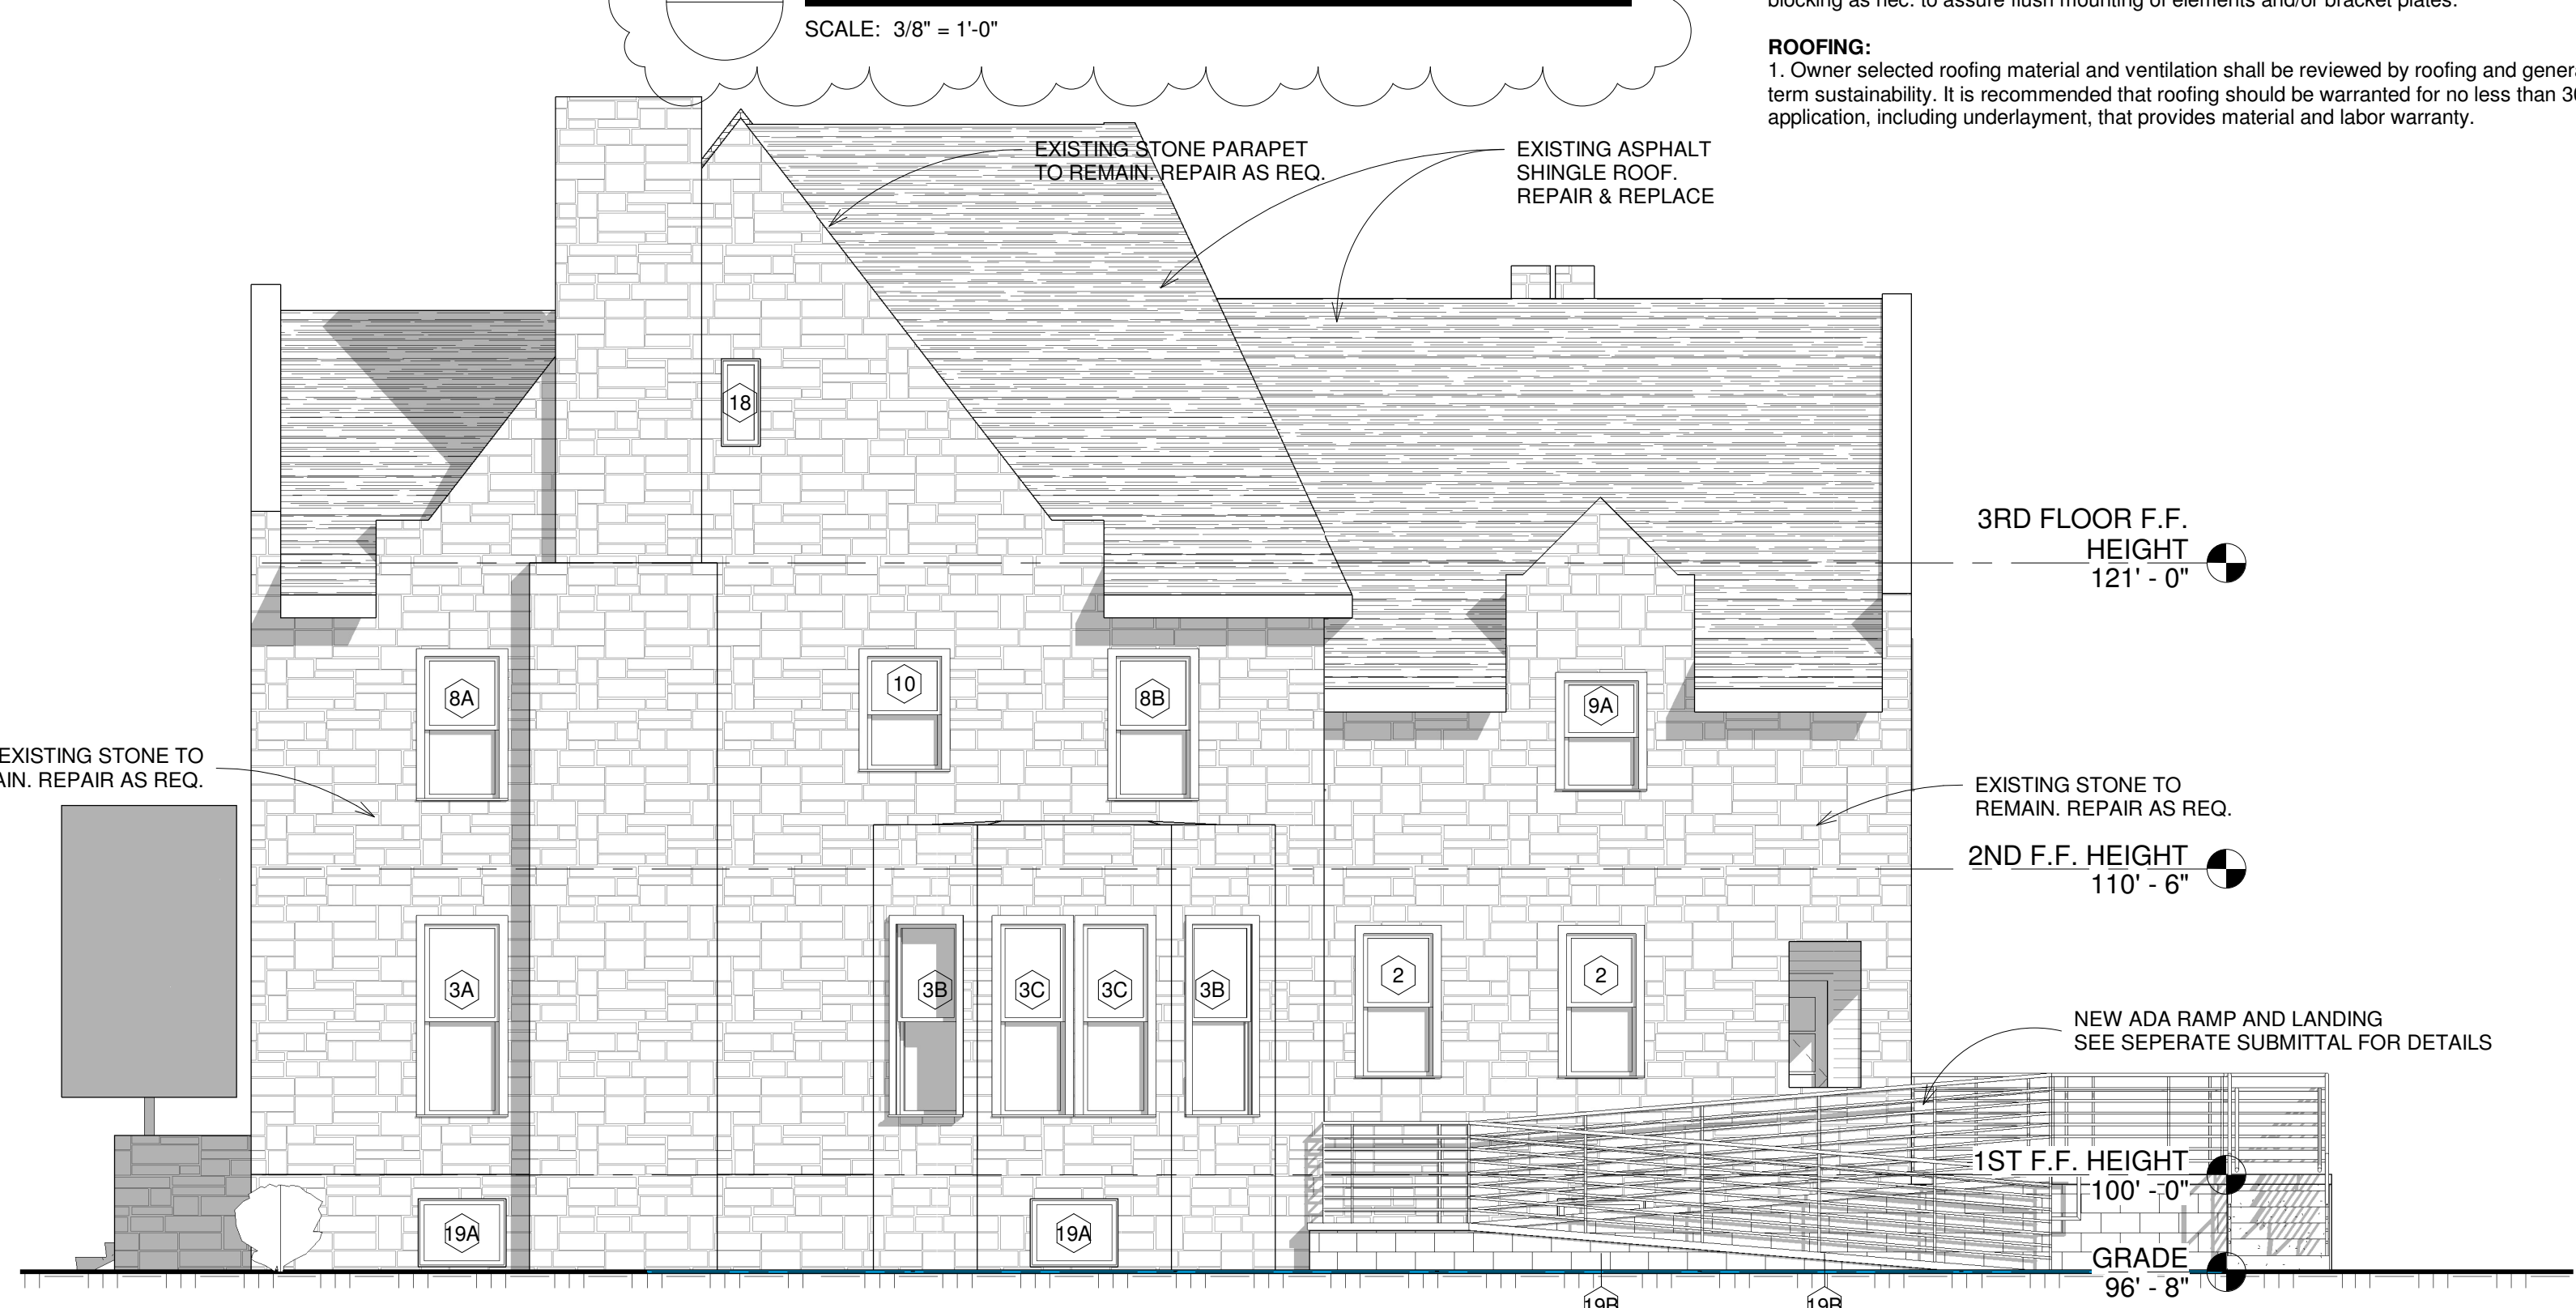 blocking as nec. to assure flush mounting of elements and/or bracket plates.
SCALE: 3/8" = 1'-0"
ROOFING:
1. Owner selected roofing material and ventilation shall be reviewed by roofing and gener
term sustainability. It is recommended that roofing should be warranted for no less than 30
application, including underlayment, that provides material and labor warranty.
EXISTING STONE PARAPET
TO REMAIN. REPAIR AS REQ.
EXISTING ASPHALT
SHINGLE ROOF.
REPAIR & REPLACE
18
3RD FLOOR F.F.
HEIGHT
121' - 0"
8A
10
8B
9A
EXISTING STONE TO
AIN. REPAIR AS REQ.
EXISTING STONE TO
REMAIN. REPAIR AS REQ.
2ND F.F. HEIGHT
110' - 6"
3A
3B
3C
3C
3B
2
2
NEW ADA RAMP AND LANDING
SEE SEPERATE SUBMITTAL FOR DETAILS
1ST F.F. HEIGHT
100' - 0"
19A
19A
GRADE
96' - 8"
19B
19B